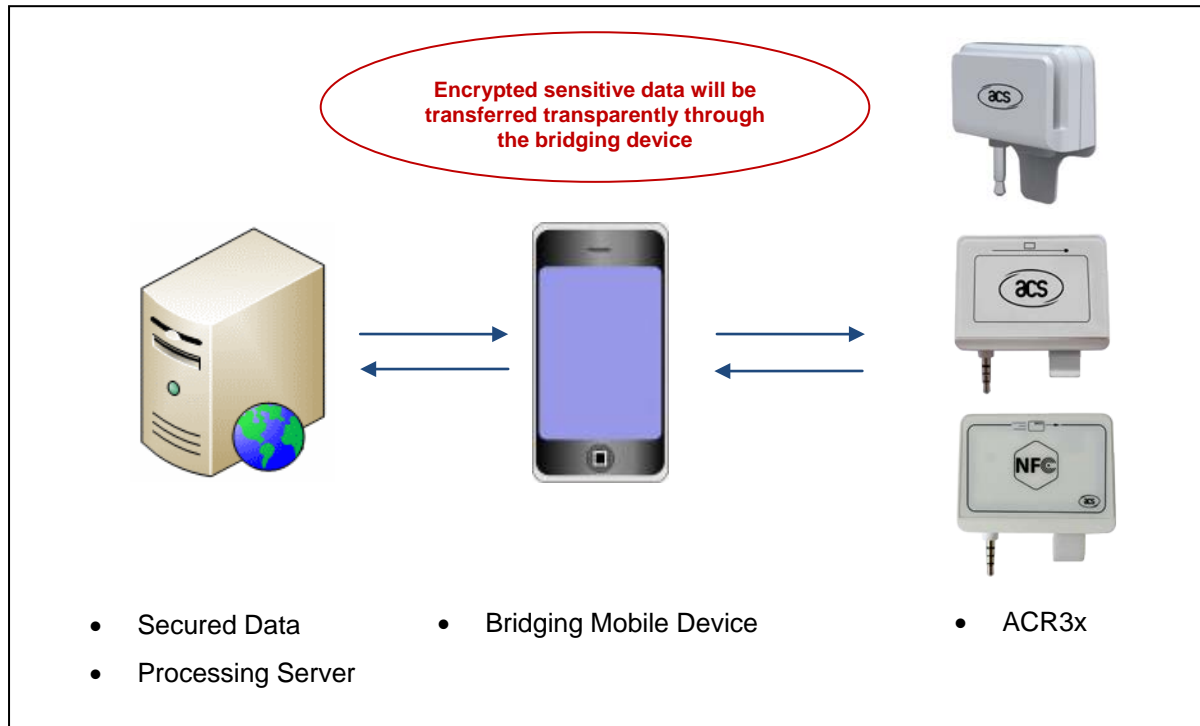 Encrypted sensitive data will be
transferred transparently through
the bridging device
acs
acs
NFC
acs
• Secured Data
• Processing Server
• Bridging Mobile Device
• ACR3x